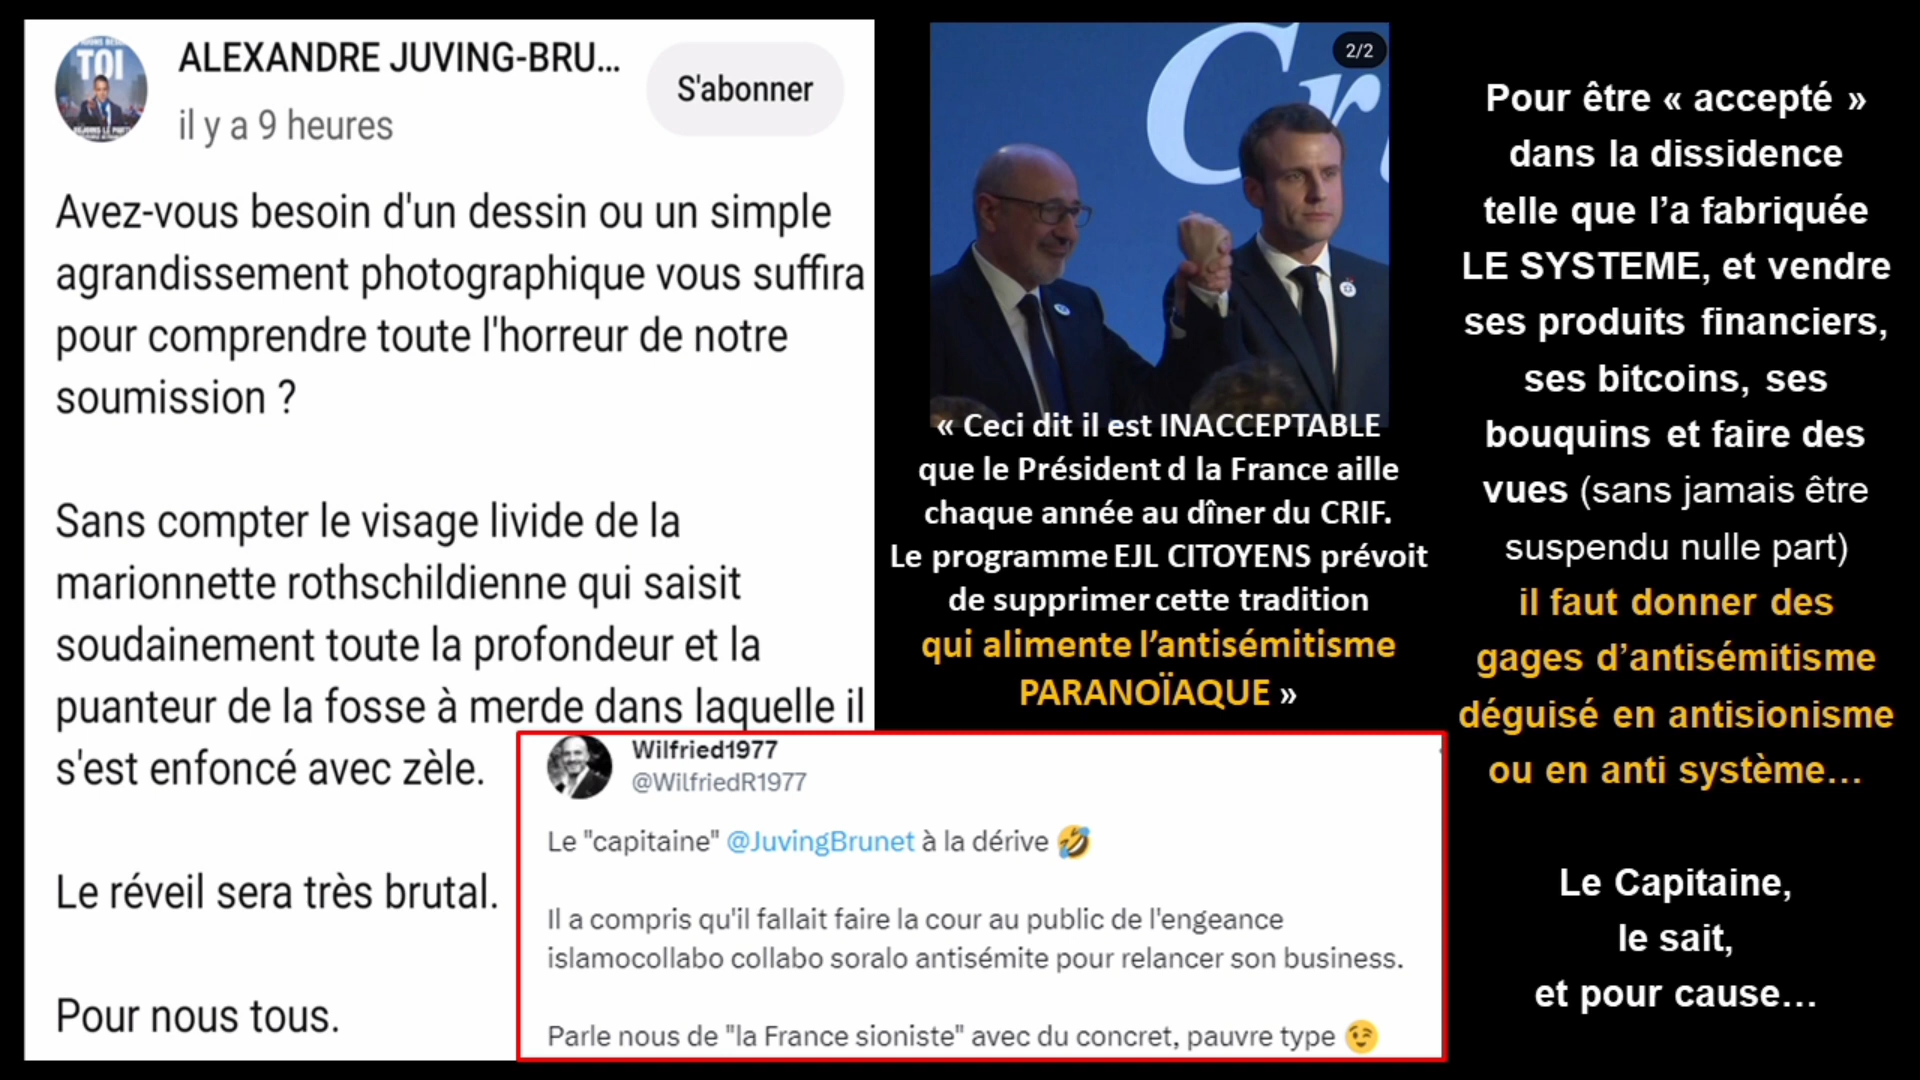 ALEXANDRE JUVING-BRU...
il y a 9 heures
S'abonner
TOI
Avez-vous besoin d'un dessin ou un simple
agrandissement photographique vous suffira
pour comprendre toute l'horreur de notre
soumission ?
Sans compter le visage livide de la
marionnette rothschildienne qui saisit
soudainement toute la profondeur et la
puanteur de la fosse à merde dans laquelle il
s'est enfoncé avec zèle.
Le réveil sera très brutal.
Pour nous tous.
Cri
2/2
« Ceci dit il est INACCEPTABLE
que le Président d la France aille
chaque année au dîner du CRIF.
Le programme EJL CITOYENS prévoit
de supprimer cette tradition
qui alimente l’antisémitisme
PARANOÏAQUE »
Wilfried1977
@WilfriedR1977
Le "capitaine" @JuvingBrunet à la dérive 🤣
Il a compris qu'il fallait faire la cour au public de l'engeance
islamocollabo collabo soralo antisémite pour relancer son business.
Parle nous de "la France sioniste" avec du concret, pauvre type 😉
Pour être « accepté »
dans la dissidence
telle que l’a fabriquée
LE SYSTEME, et vendre
ses produits financiers,
ses bitcoins, ses
bouquins et faire des
vues (sans jamais être
suspendu nulle part)
il faut donner des
gages d’antisémitisme
déguisé en antisionisme
ou en anti système...
Le Capitaine,
le sait,
et pour cause...